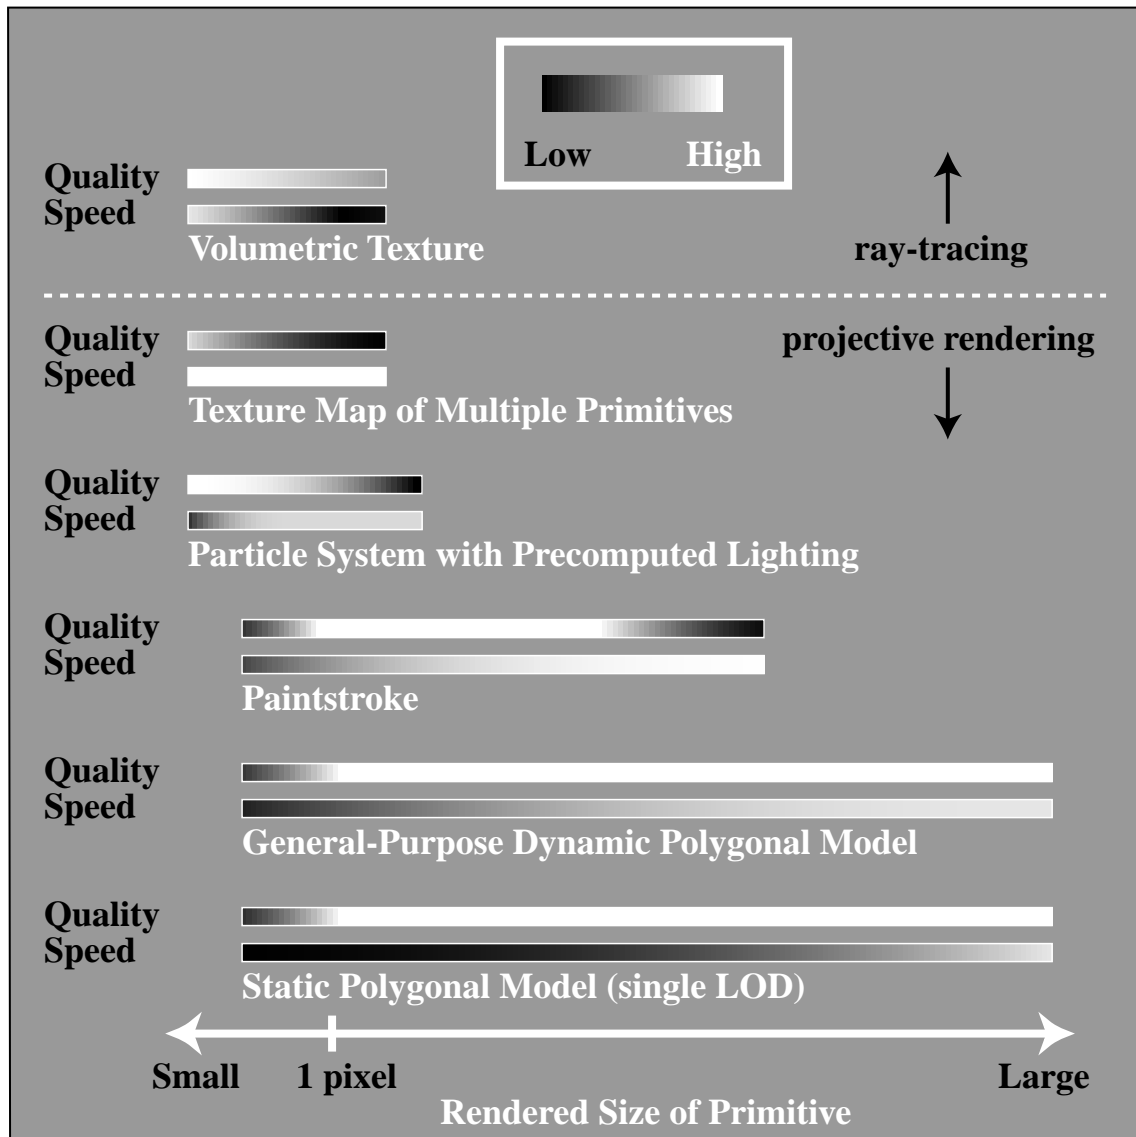 Low High
Quality
Speed
Volumetric Texture
ray-tracing
Quality
Speed
projective rendering
Texture Map of Multiple Primitives
Quality
Speed
Particle System with Precomputed Lighting
Quality
Speed
Paintstroke
Quality
Speed
General-Purpose Dynamic Polygonal Model
Quality
Speed
Static Polygonal Model (single LOD)
Small 1 pixel Large
Rendered Size of Primitive